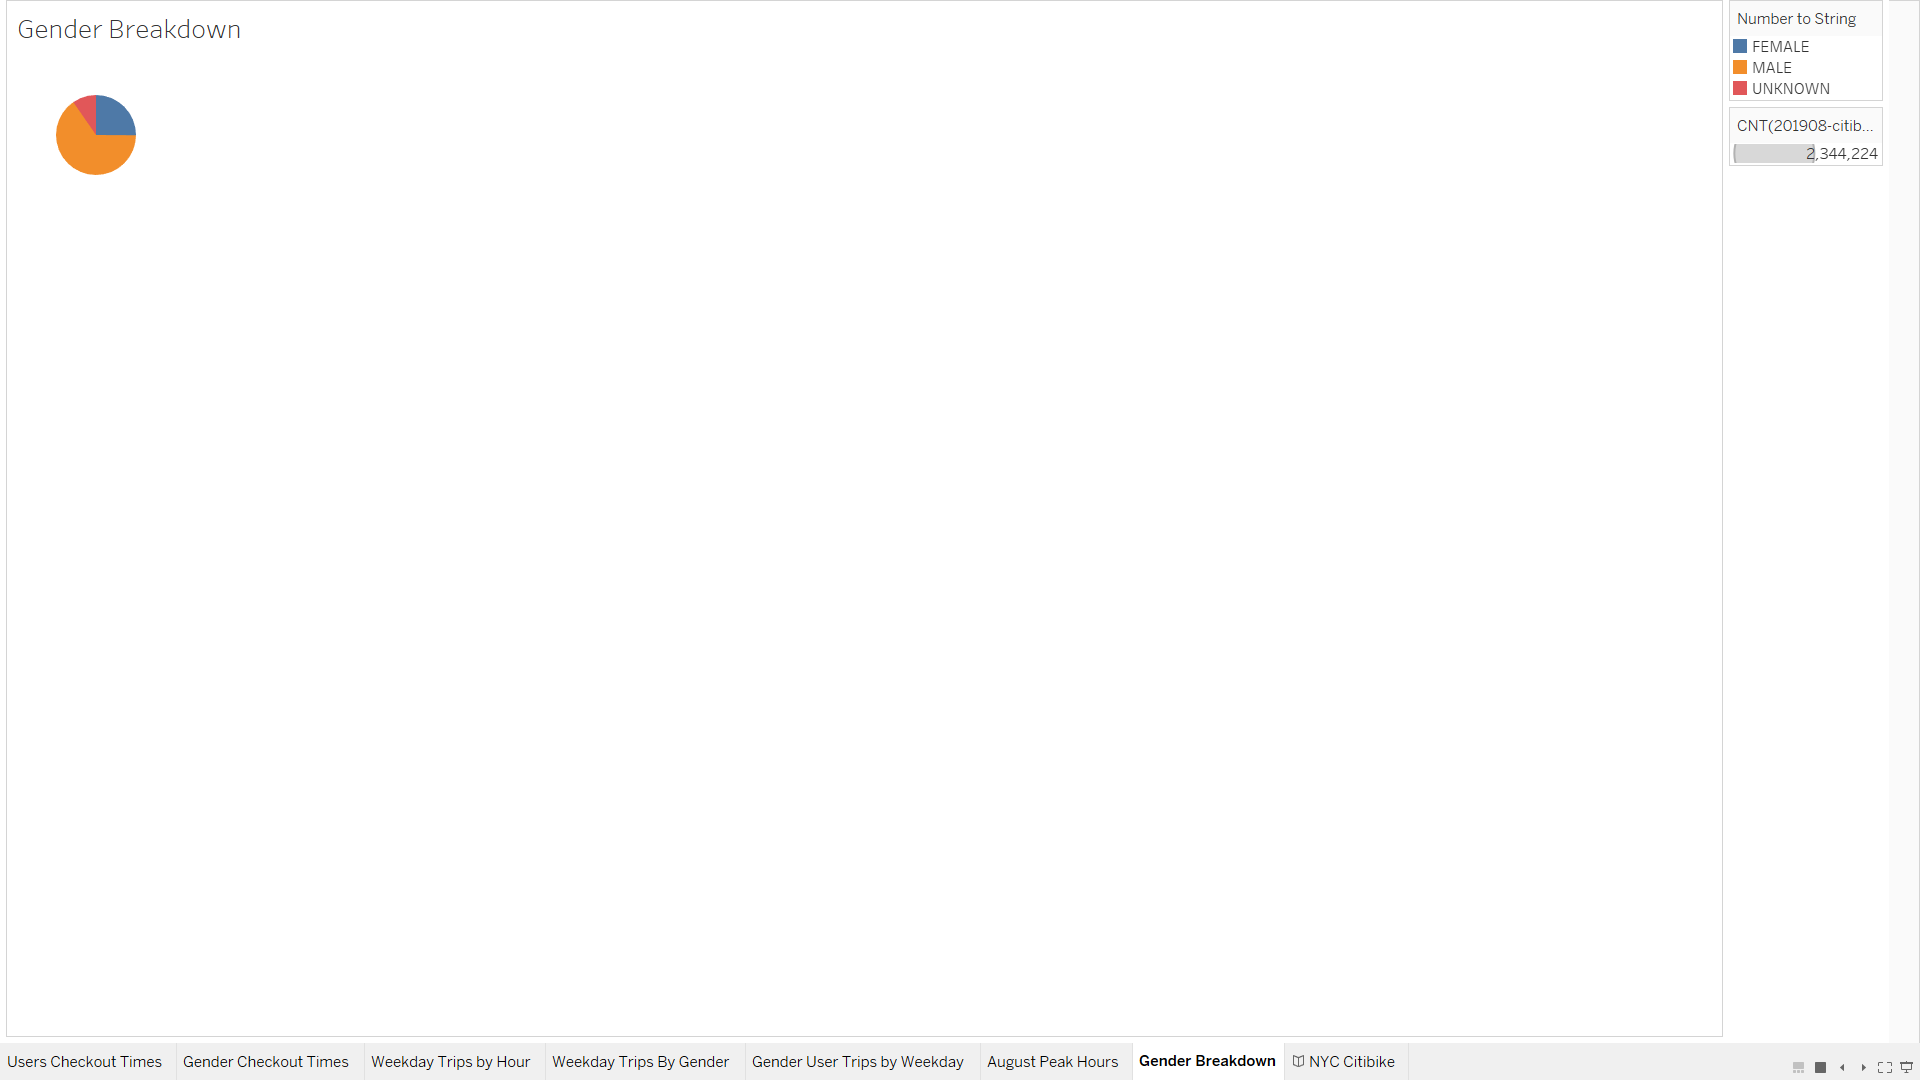 Gender Breakdown
Number to String
FEMALE
MALE
UNKNOWN
CNT(201908-citib...
2,344,224
Users Checkout Times
Gender Checkout Times
Weekday Trips by Hour
Weekday Trips By Gender
Gender User Trips by Weekday
August Peak Hours
Gender Breakdown
NYC Citibike